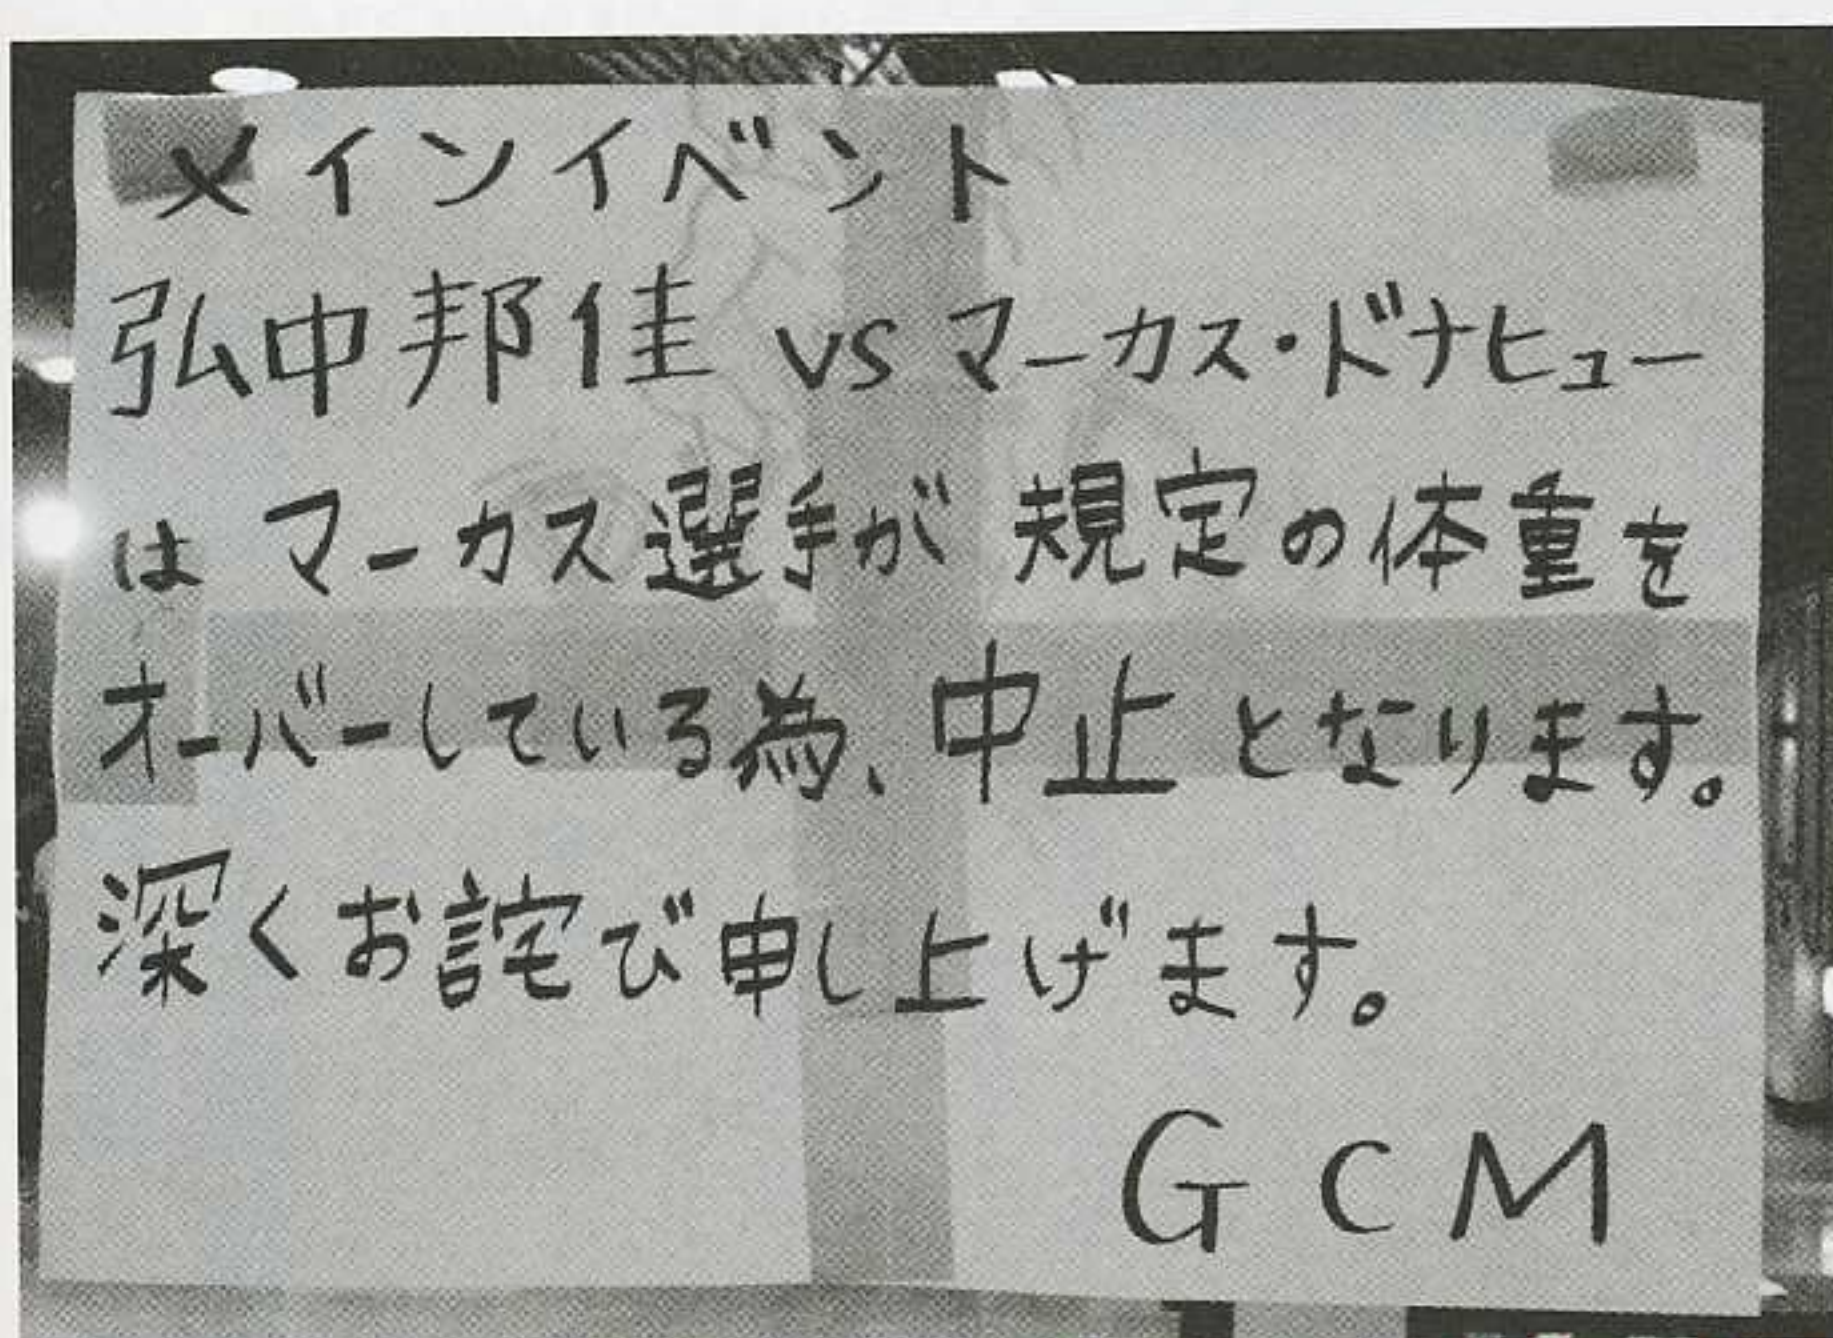 メインイベント
弘中邦佳 vs マーカス・ドナヒュー
は マーカス選手が 規定の体重を
オーバーしている為、中止となります。
深くお詫び申し上げます。
GCM